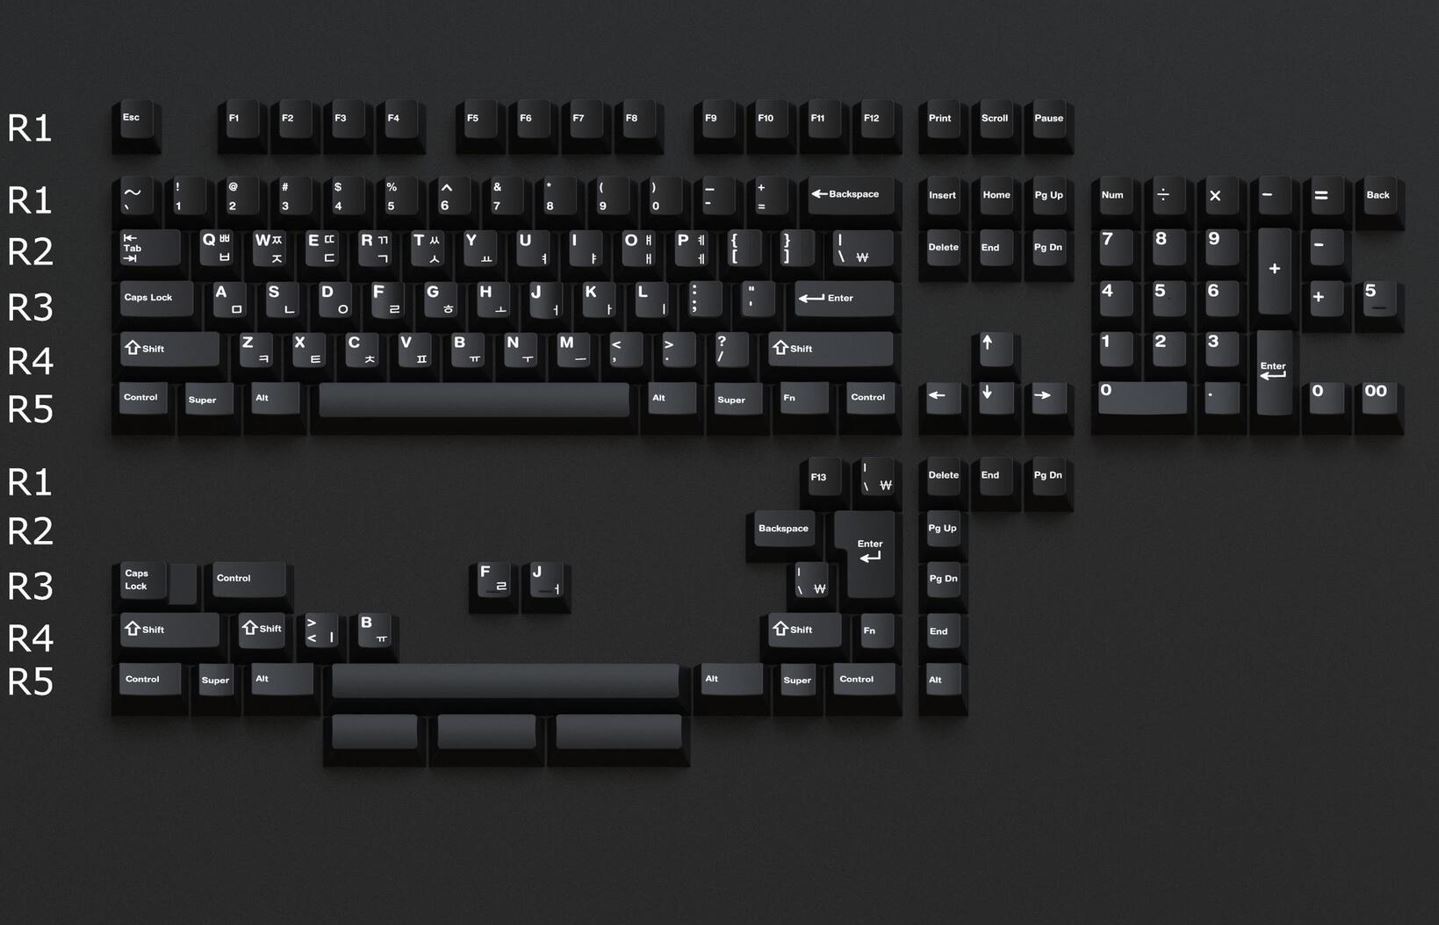 R1 Esc F1 F2 F3 F4 F5 F6 F7 F8 F9 F10 F11 F12 Print Scroll Pause
R1 ~ ` ! 1 @ 2 # 3 $ 4 % 5 ^ 6 & 7 * 8 ( 9 ) 0 – - + = ←Backspace Insert Home Pg Up Num ÷ × - = Back
R2 ⇤ Tab ⇥ Q ㅃ ㅂ W ㅉ ㅈ E ㄸ ㄷ R ㄲ ㄱ T ㅆ ㅅ Y ㅛ U ㅕ I ㅑ O ㅒ ㅐ P ㅖ ㅔ { [ } ] | \ ₩ Delete End Pg Dn 7 8 9 + -
R3 Caps Lock A ㅁ S ㄴ D ㅇ F ㄹ G ㅎ H ㅗ J ㅓ K ㅏ L ㅣ : ; " ' ↵ Enter 4 5 6 + 5
R4 ⇧Shift Z ㅋ X ㅌ C ㅊ V ㅍ B ㅠ N ㅜ M ㅡ < , > . ? / ⇧Shift ↑ 1 2 3 Enter ↵
R5 Control Super Alt Alt Super Fn Control ← ↓ → 0 . 0 00
R1 F13 | \ ₩ Delete End Pg Dn
R2 Backspace Enter ↵ Pg Up
R3 Caps Lock Control F ㄹ J ㅓ | \ ₩ Pg Dn
R4 ⇧Shift ⇧Shift > < | B ㅠ ⇧Shift Fn End
R5 Control Super Alt Alt Super Control Alt